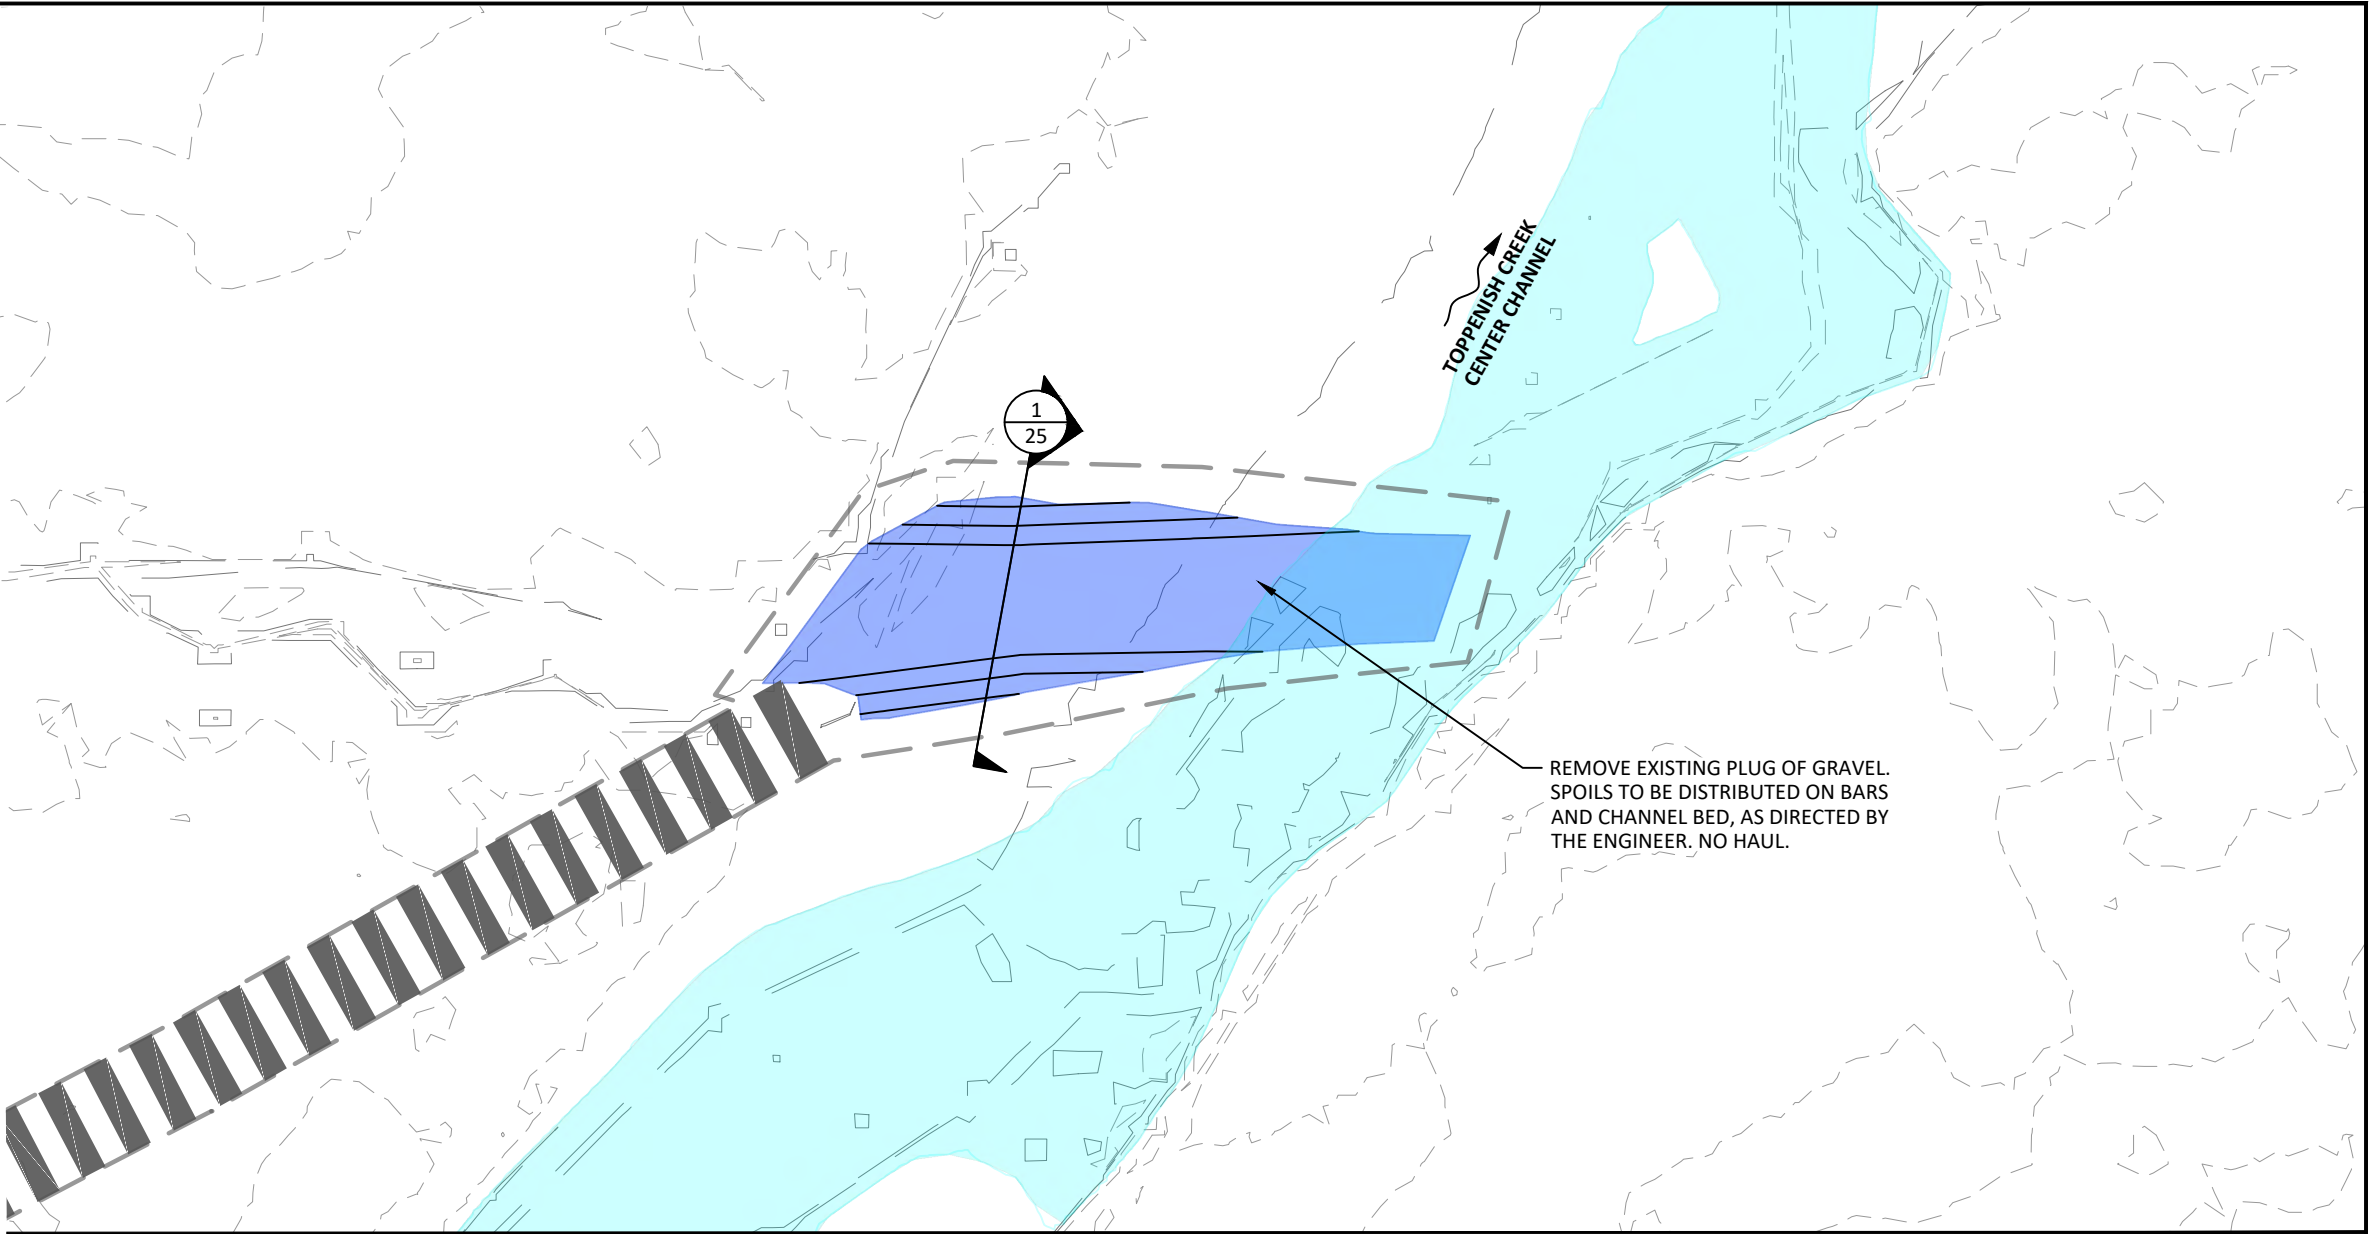 TOPPENISH CREEK
CENTER CHANNEL
1
25
REMOVE EXISTING PLUG OF GRAVEL.
SPOILS TO BE DISTRIBUTED ON BARS
AND CHANNEL BED, AS DIRECTED BY
THE ENGINEER. NO HAUL.